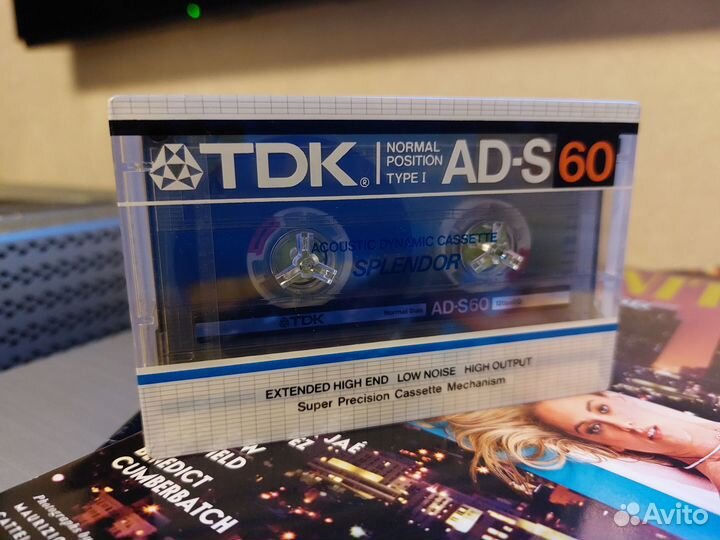 TDK®
NORMAL
POSITION
TYPE I
AD-S 60
ACOUSTIC DYNAMIC CASSETTE
SPLENDOR
TDK
Normal Bias
AD-S60
EXTENDED HIGH END LOW NOISE HIGH OUTPUT
Super Precision Cassette Mechanism
JAÉ
CUMBERBATCH
Avito